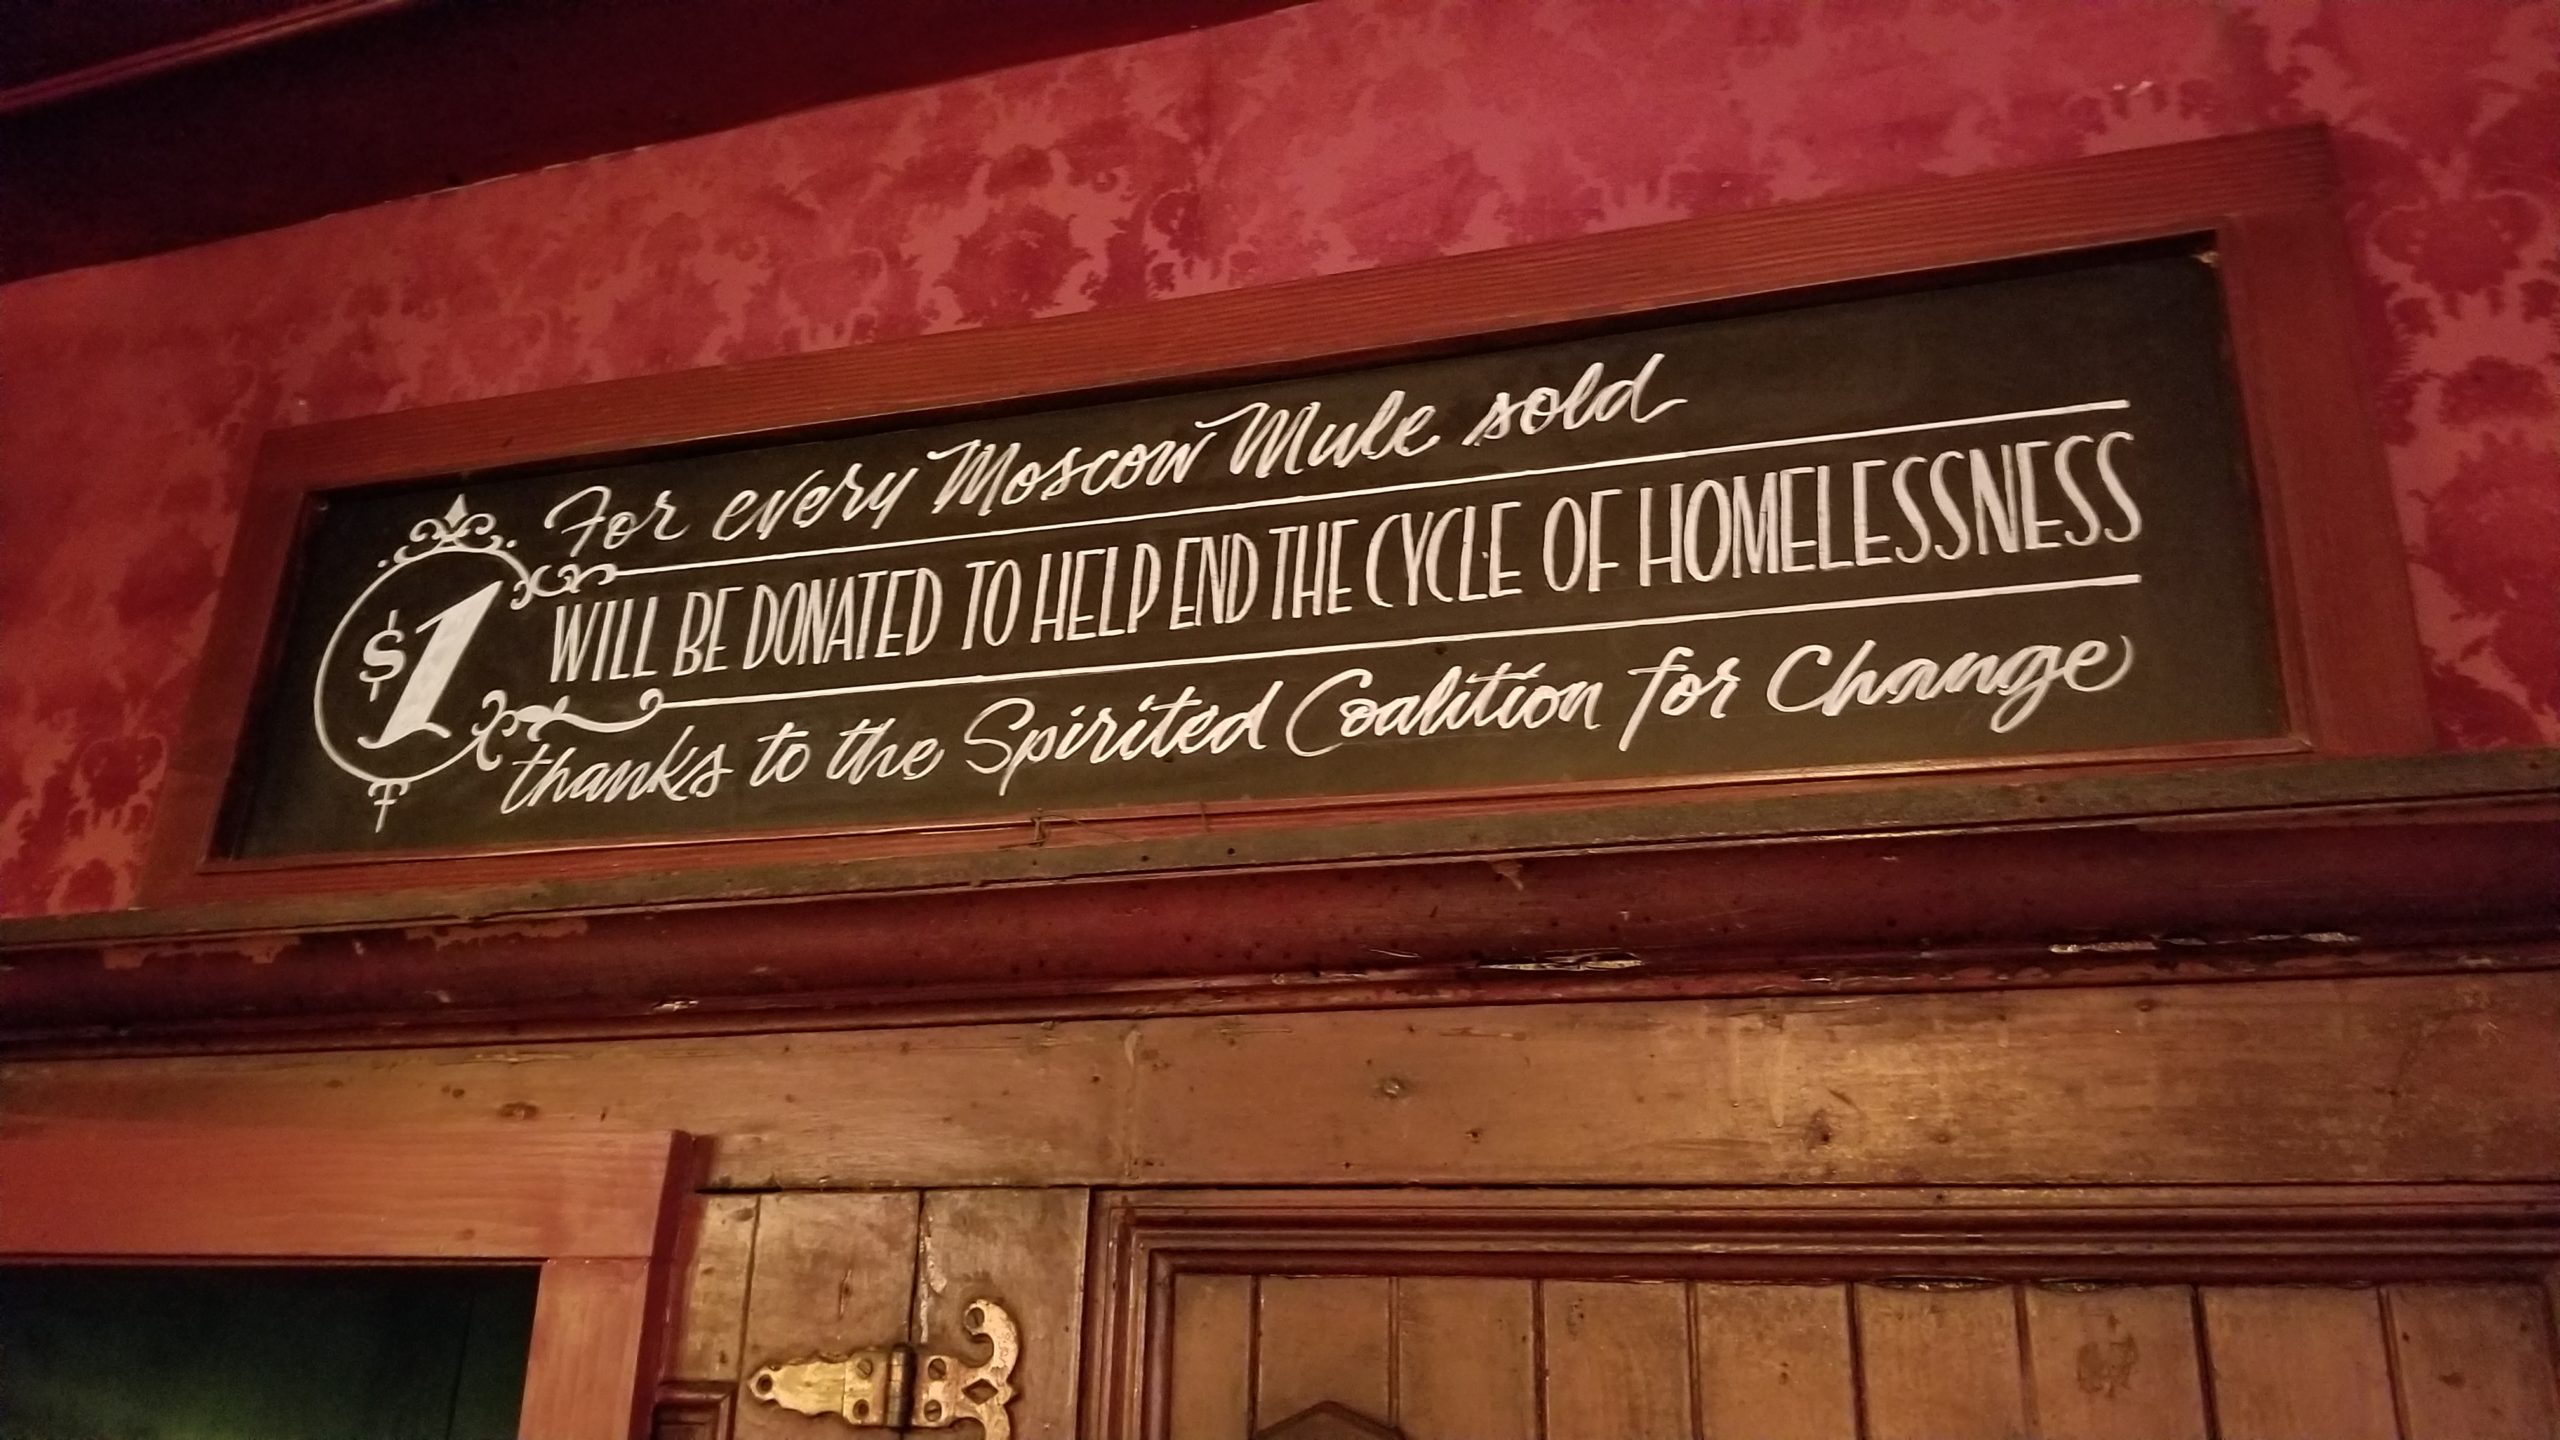 For every Moscow Mule sold
$1 WILL BE DONATED TO HELP END THE CYCLE OF HOMELESSNESS
thanks to the Spirited Coalition for Change